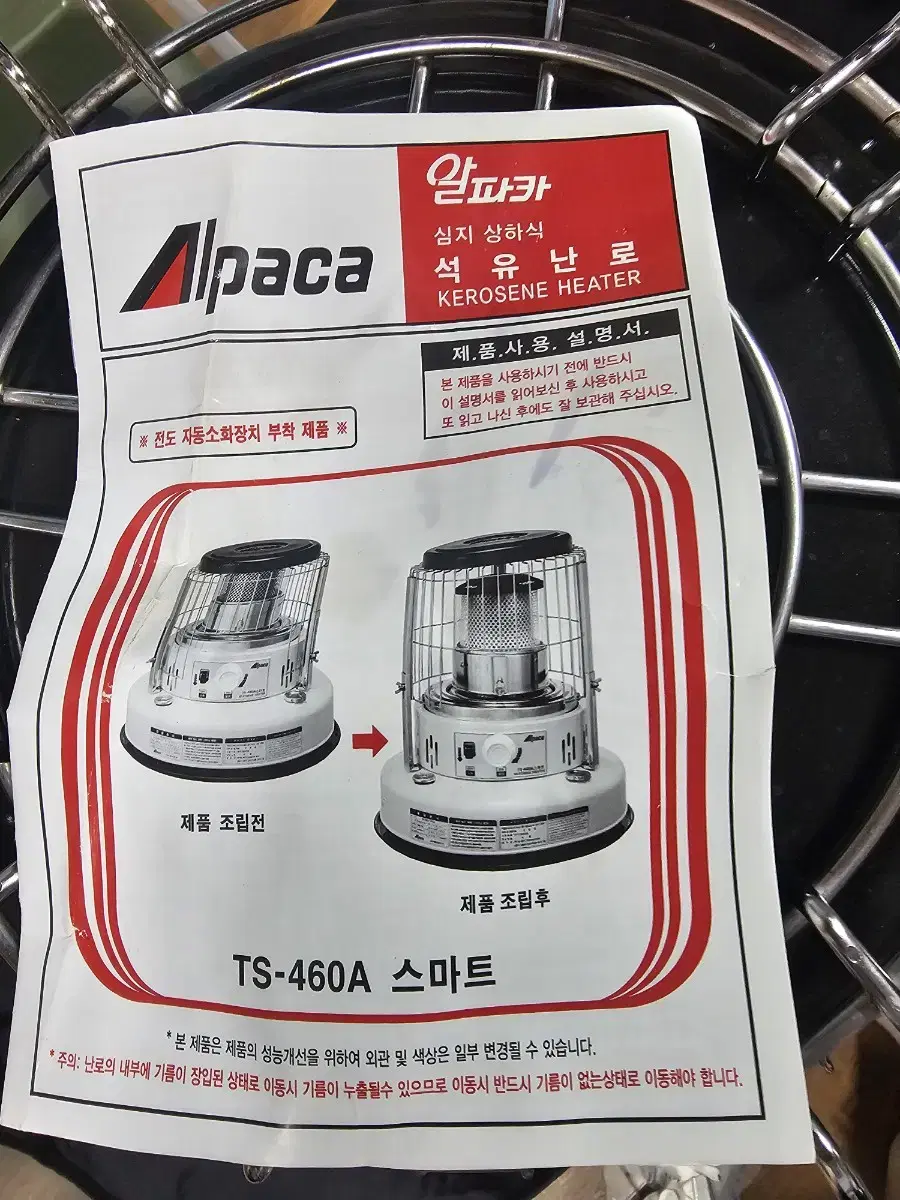 Alpaca
알파카
심지 상하식
석유난로
KEROSENE HEATER
제.품.사.용.설.명.서.
본 제품을 사용하시기 전에 반드시
이 설명서를 읽어보신 후 사용하시고
또 읽고 나신 후에도 잘 보관해 주십시오.
※ 전도 자동소화장치 부착 제품 ※
Alpaca
Alpaca
제품 조립전
제품 조립후
TS-460A 스마트
* 본 제품은 제품의 성능개선을 위하여 외관 및 색상은 일부 변경될 수 있습니다.
* 주의: 난로의 내부에 기름이 장입된 상태로 이동시 기름이 누출될수 있으므로 이동시 반드시 기름이 없는상태로 이동해야 합니다.